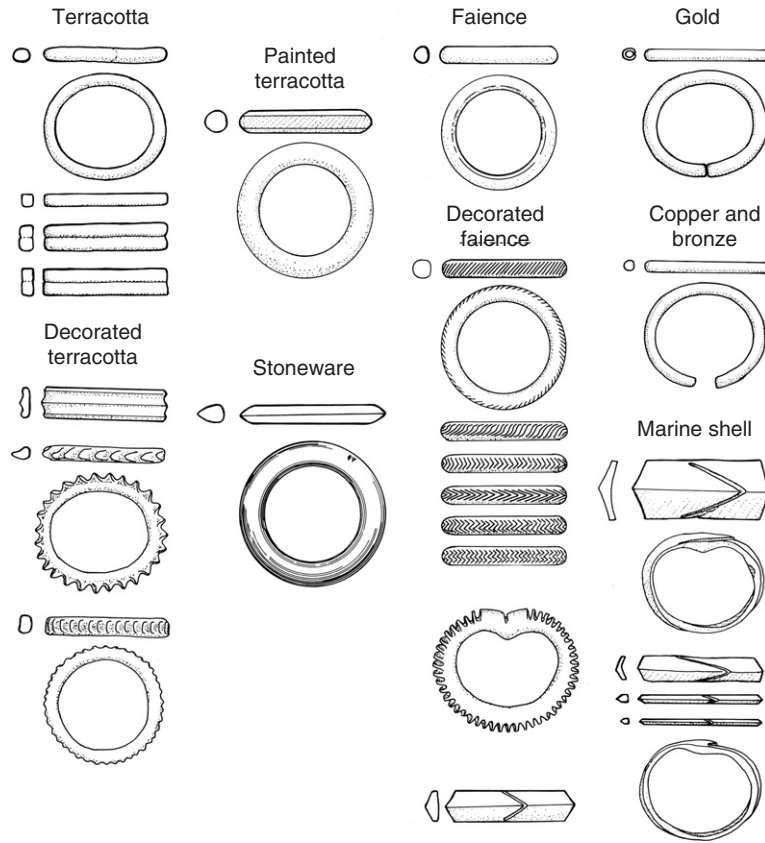 Terracotta
Painted
terracotta
Faience
Gold
Decorated
faience
Copper and
bronze
Decorated
terracotta
Stoneware
Marine shell